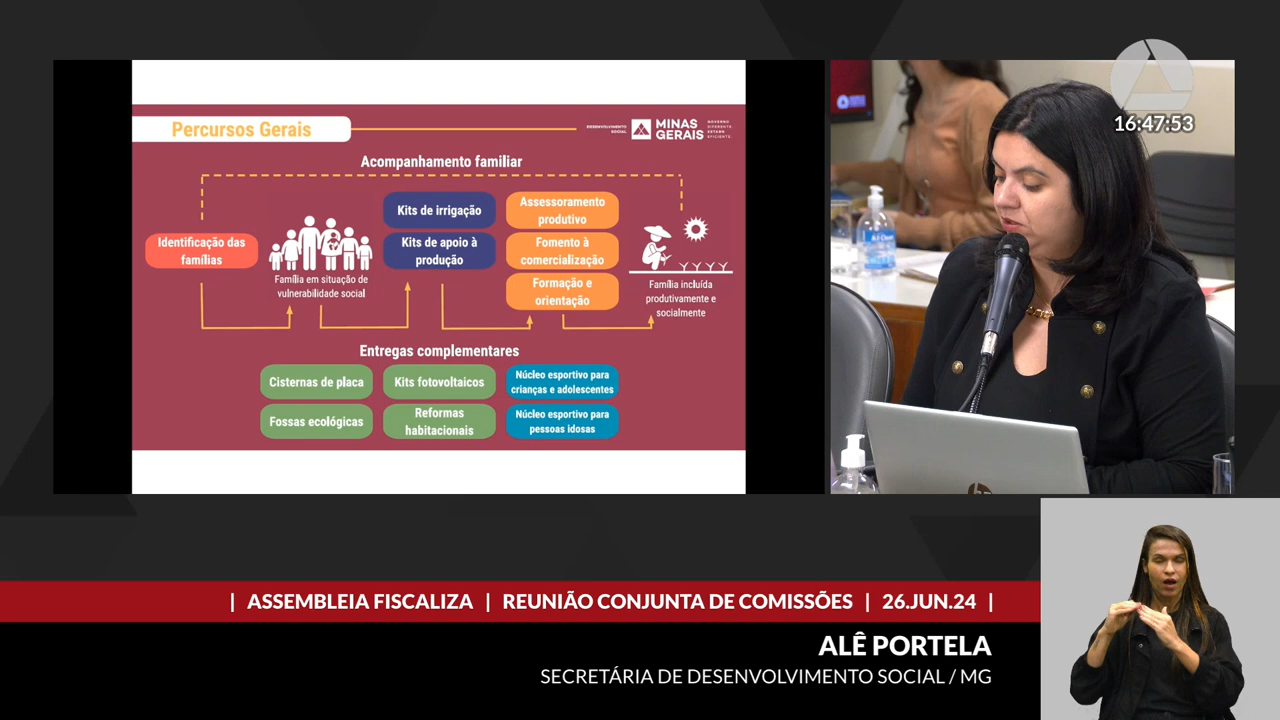 Percursos Gerais
DESENVOLVIMENTO
SOCIAL
MINAS
GERAIS
GOVERNO
DIFERENTE.
ESTADO
EFICIENTE.
Acompanhamento familiar
Identificação das
famílias
Família em situação de
vulnerabilidade social
Kits de irrigação
Kits de apoio à
produção
Assessoramento
produtivo
Fomento à
comercialização
Formação e
orientação
Família incluída
produtivamente e
socialmente
Entregas complementares
Cisternas de placa
Kits fotovoltaicos
Núcleo esportivo para
crianças e adolescentes
Fossas ecológicas
Reformas
habitacionais
Núcleo esportivo para
pessoas idosas
16:47:53
| ASSEMBLEIA FISCALIZA | REUNIÃO CONJUNTA DE COMISSÕES | 26.JUN.24 |
ALÊ PORTELA
SECRETÁRIA DE DESENVOLVIMENTO SOCIAL / MG